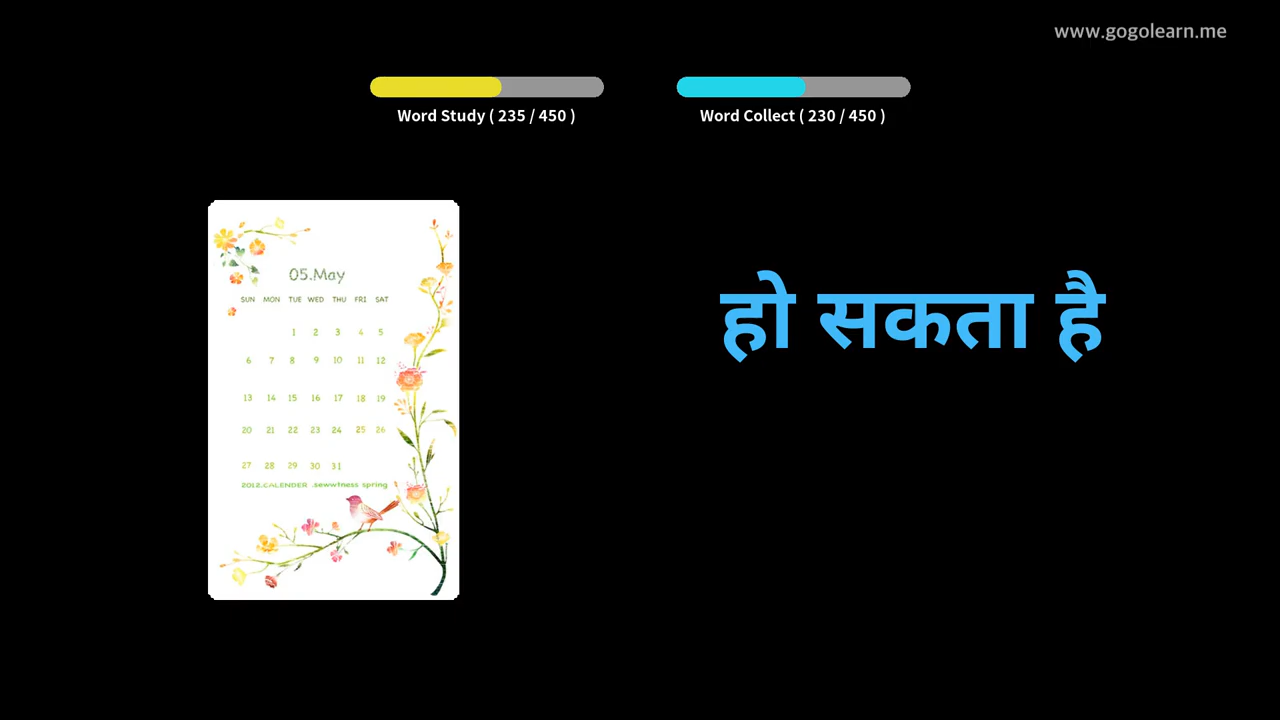 www.gogolearn.me
Word Study ( 235 / 450 )
Word Collect ( 230 / 450 )
05.May
SUN MON TUE WED THU FRI SAT
1 2 3 4 5
6 7 8 9 10 11 12
13 14 15 16 17 18 19
20 21 22 23 24 25 26
27 28 29 30 31
2012.CALENDER .sewwtness spring
हो सकता है